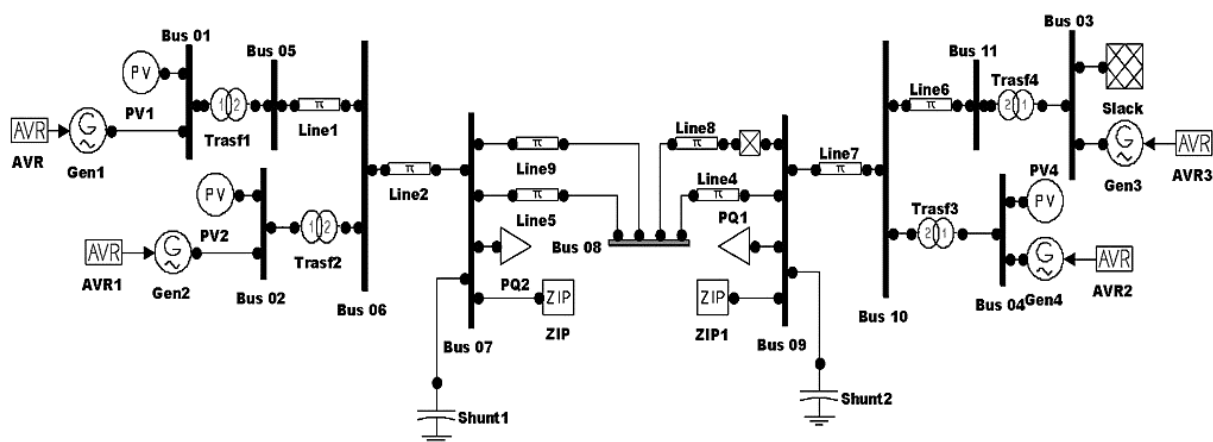 Bus 01
Bus 05
PV
PV1
AVR
AVR
G
Gen1
1 2
Trasf1
π
Line1
PV
PV2
AVR
AVR1
G
Gen2
Bus 02
1 2
Trasf2
Bus 06
π
Line2
π
Line9
π
Line5
PQ2
ZIP
ZIP
Bus 07
Shunt1
Bus 08
Line8
π
Line4
π
PQ1
ZIP
ZIP1
Bus 09
Shunt2
Line7
π
Bus 10
Line6
π
Bus 11
Trasf4
2 1
Bus 03
Slack
G
Gen3
AVR
AVR3
Trasf3
2 1
PV4
PV
G
Gen4
AVR
AVR2
Bus 04